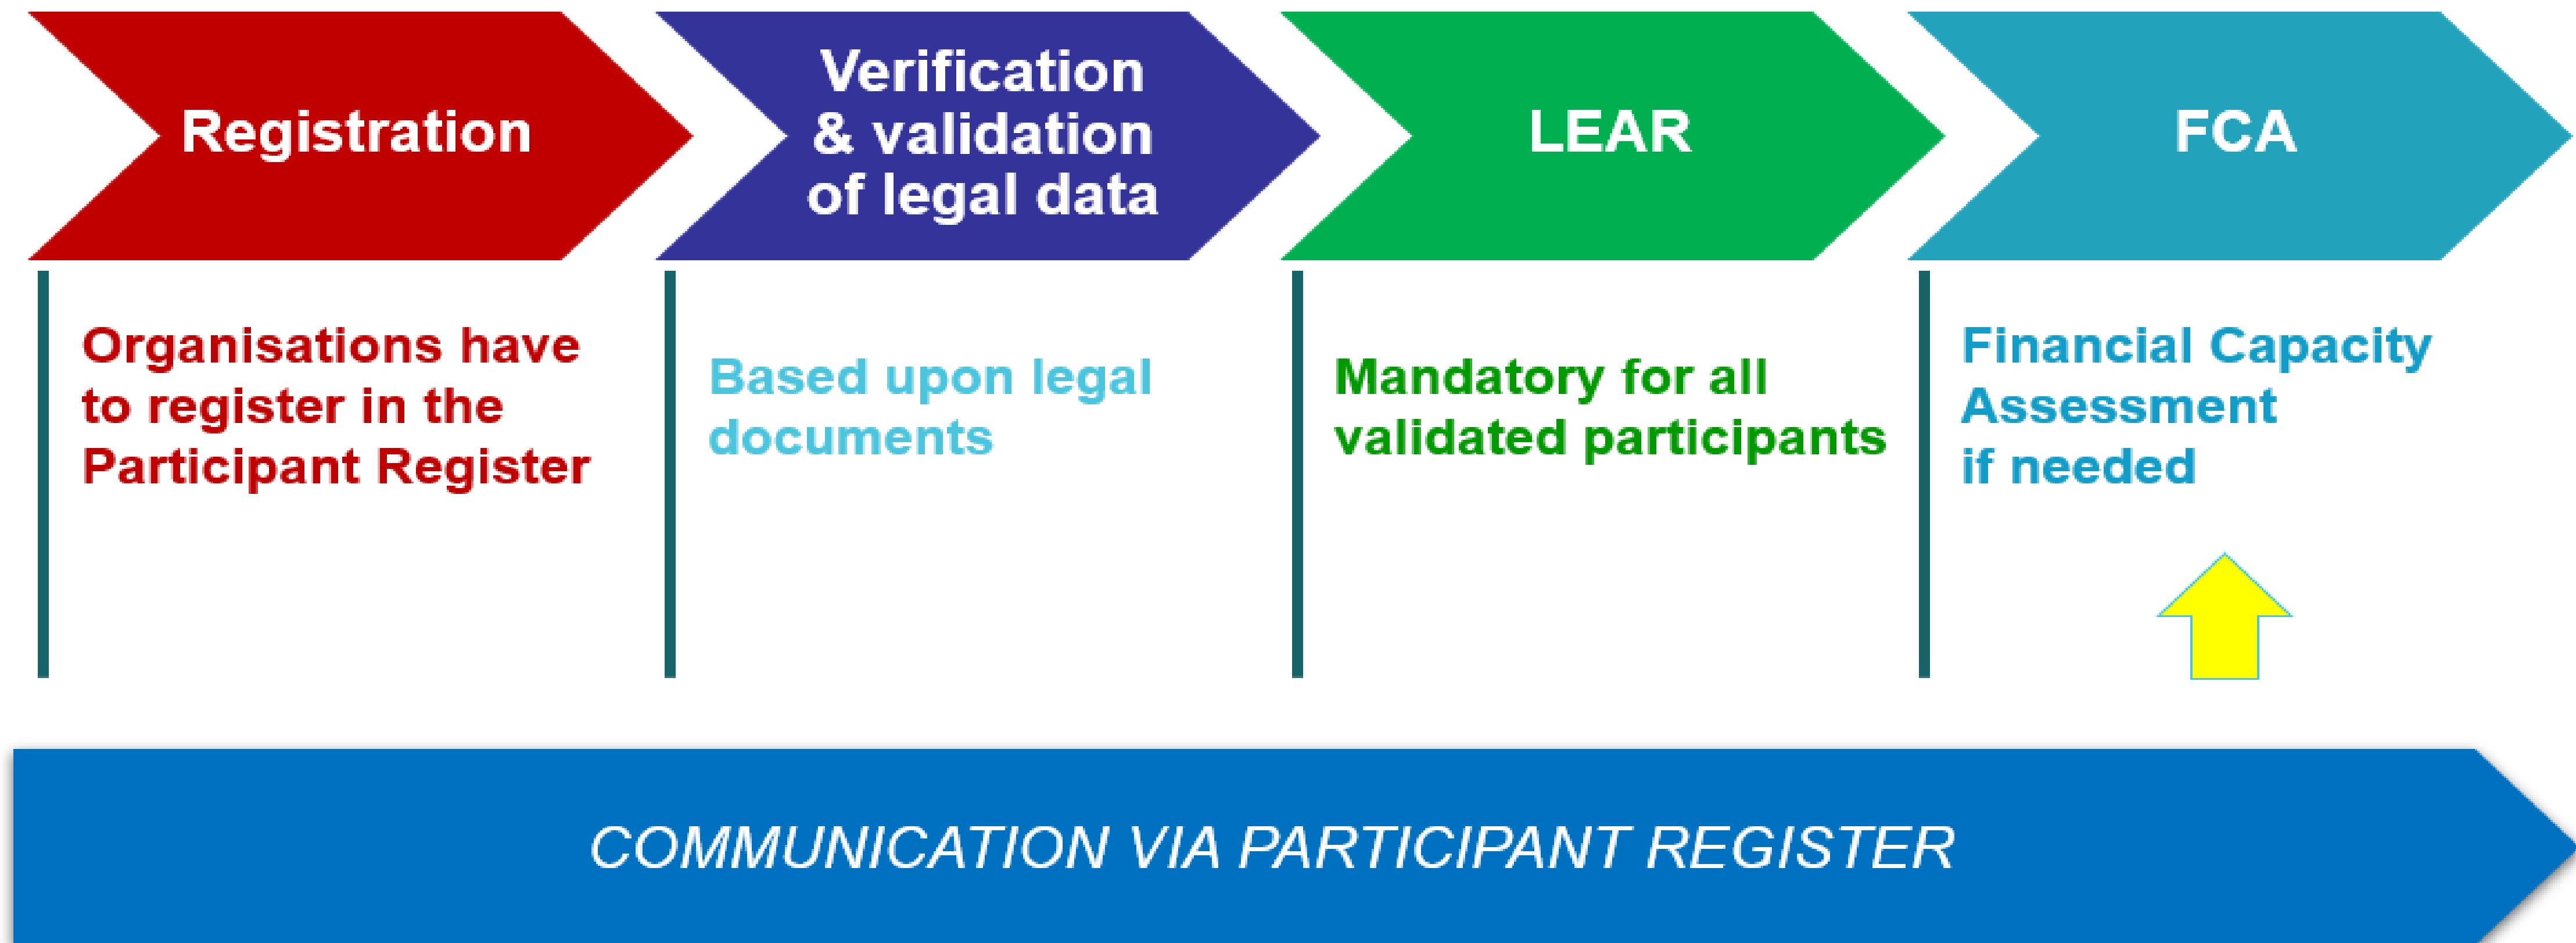 Registration
Verification
& validation
of legal data
LEAR
FCA
Organisations have
to register in the
Participant Register
Based upon legal
documents
Mandatory for all
validated participants
Financial Capacity
Assessment
if needed
COMMUNICATION VIA PARTICIPANT REGISTER